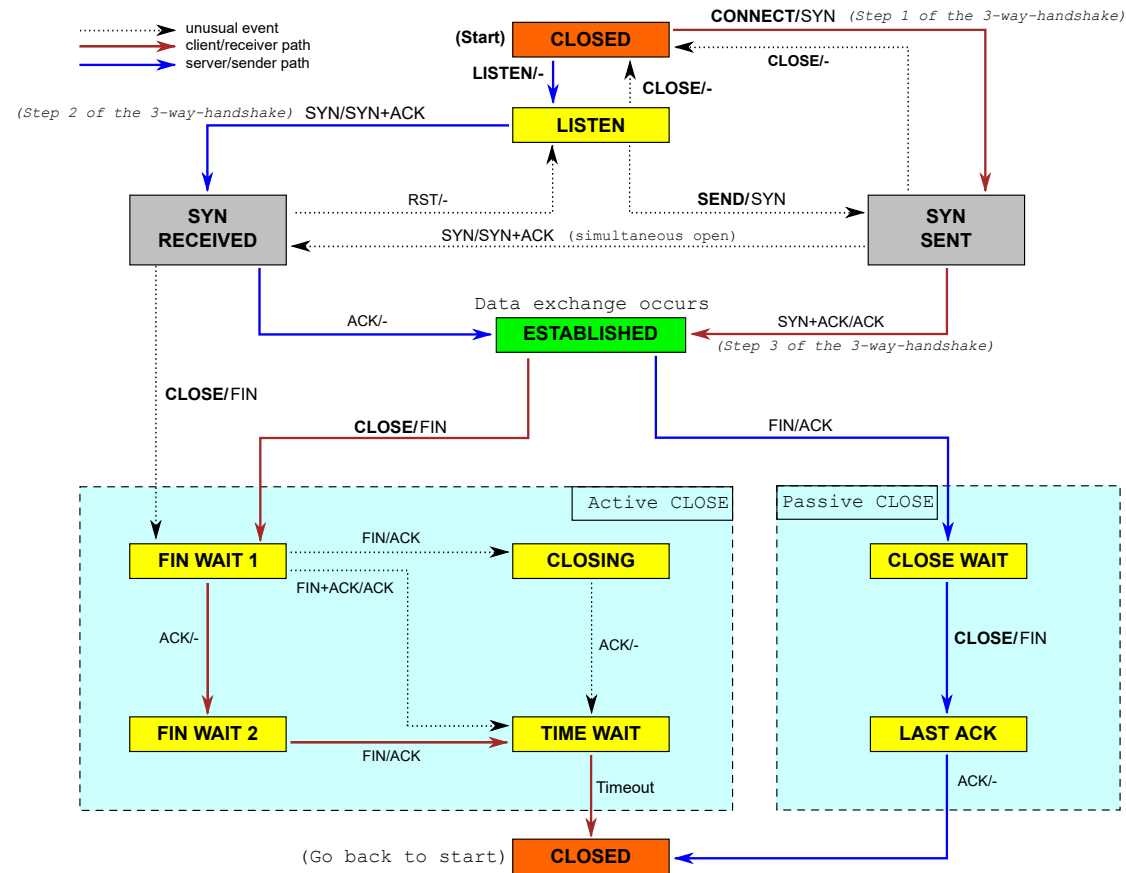 unusual event
client/receiver path
server/sender path
(Start)
CLOSED
CONNECT/SYN (Step 1 of the 3-way-handshake)
CLOSE/-
LISTEN/-
CLOSE/-
(Step 2 of the 3-way-handshake) SYN/SYN+ACK
LISTEN
SYN
RECEIVED
RST/-
SEND/SYN
SYN
SENT
SYN/SYN+ACK (simultaneous open)
Data exchange occurs
ACK/-
ESTABLISHED
SYN+ACK/ACK
(Step 3 of the 3-way-handshake)
CLOSE/FIN
CLOSE/FIN
FIN/ACK
Active CLOSE
Passive CLOSE
FIN WAIT 1
FIN/ACK
CLOSING
CLOSE WAIT
FIN+ACK/ACK
ACK/-
ACK/-
CLOSE/FIN
FIN WAIT 2
FIN/ACK
TIME WAIT
LAST ACK
Timeout
ACK/-
(Go back to start)
CLOSED